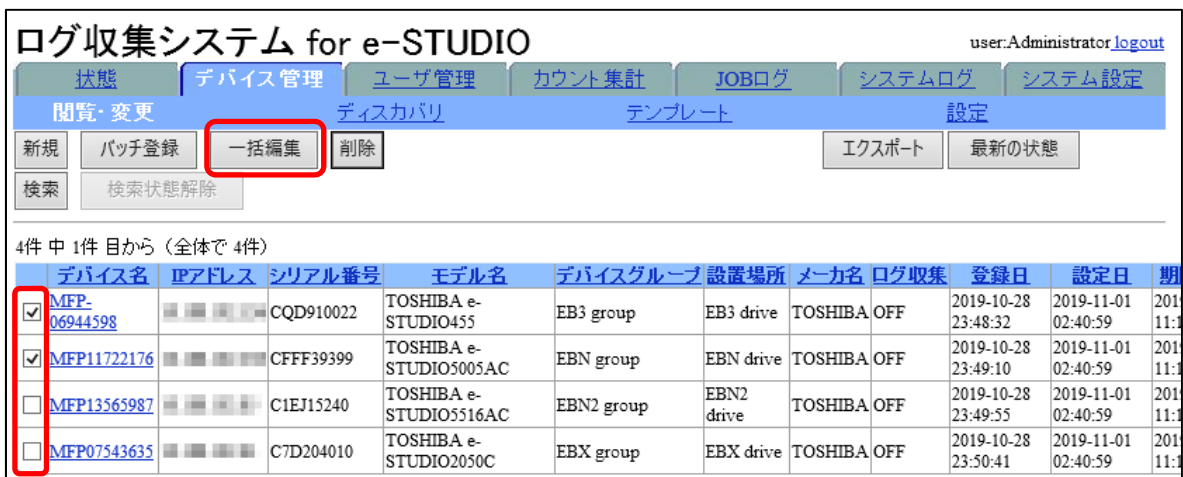 ログ収集システム for e-STUDIO
user:Administrator logout
状態 デバイス管理 ユーザ管理 カウント集計 JOBログ システムログ システム設定
閲覧・変更 ディスカバリ テンプレート 設定
新規 バッチ登録 一括編集 削除 エクスポート 最新の状態
検索 検索状態解除
4件 中 1件 目から (全体で 4件)
デバイス名 IPアドレス シリアル番号 モデル名 デバイスグループ 設置場所 メーカ名 ログ収集 登録日 設定日
MFP-06944598 CQD910022 TOSHIBA e-STUDIO455 EB3 group EB3 drive TOSHIBA OFF 2019-10-28 23:48:32 2019-11-01 02:40:59
MFP11722176 CFFF39399 TOSHIBA e-STUDIO5005AC EBN group EBN drive TOSHIBA OFF 2019-10-28 23:49:10 2019-11-01 02:40:59
MFP13565987 C1EJ15240 TOSHIBA e-STUDIO5516AC EBN2 group EBN2 drive TOSHIBA OFF 2019-10-28 23:49:55 2019-11-01 02:40:59
MFP07543635 C7D204010 TOSHIBA e-STUDIO2050C EBX group EBX drive TOSHIBA OFF 2019-10-28 23:50:41 2019-11-01 02:40:59